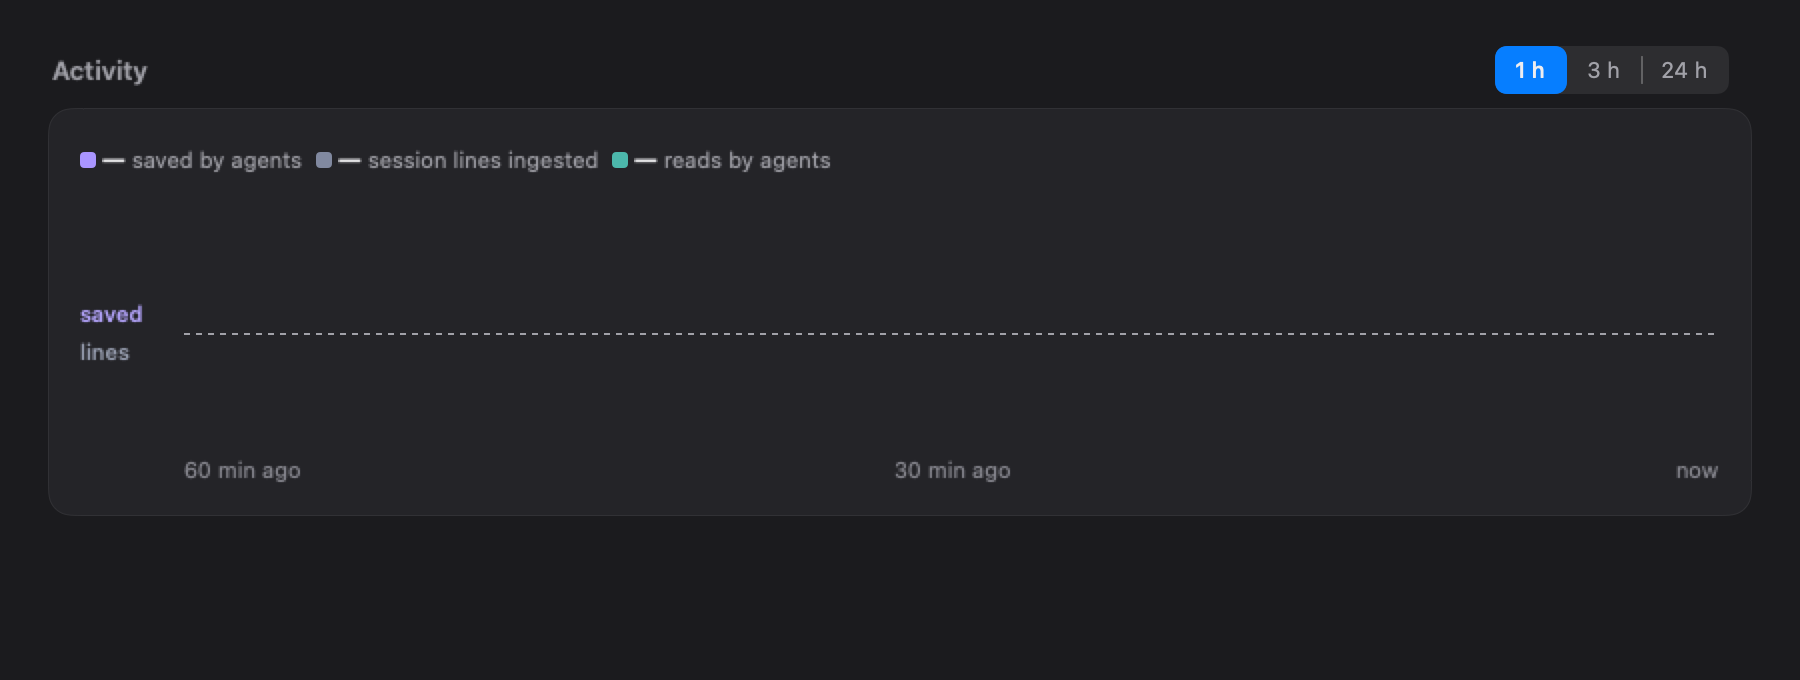 Activity
1 h 3 h 24 h
— saved by agents — session lines ingested — reads by agents
saved
lines
60 min ago 30 min ago now